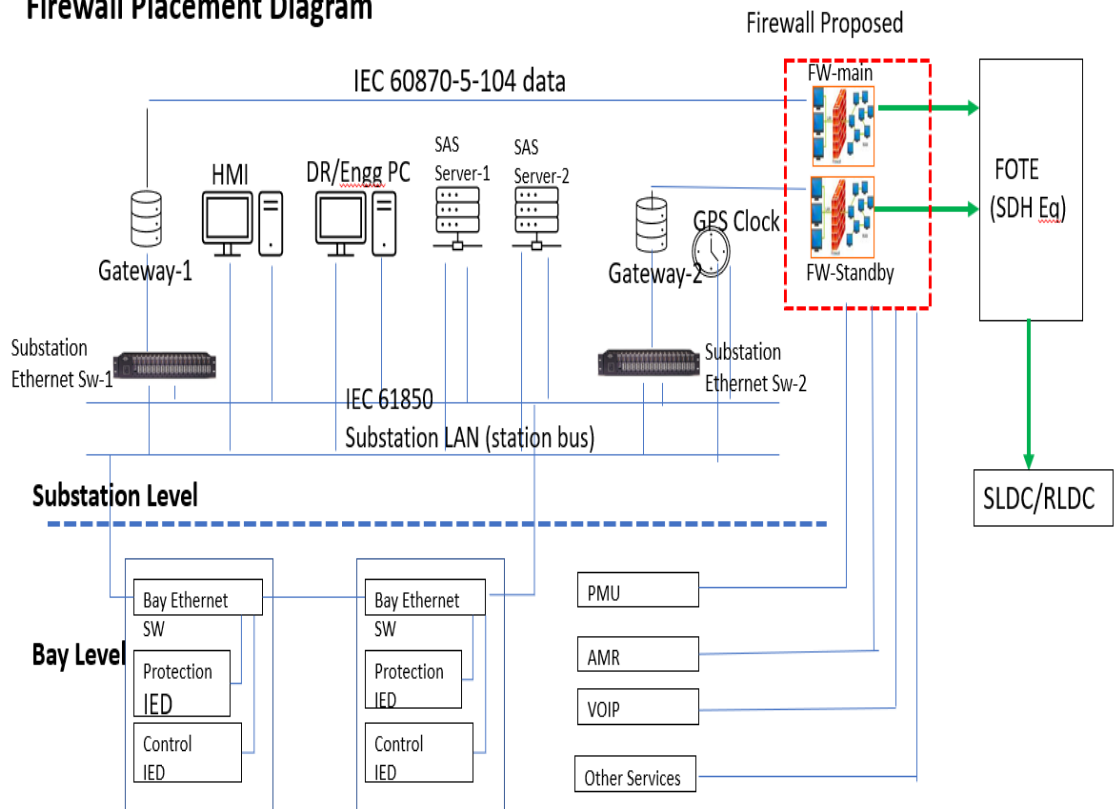 Firewall Placement Diagram
Firewall Proposed
IEC 60870-5-104 data
FW-main
SAS
Server-1
SAS
Server-2
HMI
DR/Engg PC
FOTE
(SDH Eq)
GPS Clock
Gateway-1
Gateway-2
FW-Standby
Substation
Ethernet Sw-1
Substation
Ethernet Sw-2
IEC 61850
Substation LAN (station bus)
Substation Level
SLDC/RLDC
Bay Ethernet
SW
Bay Ethernet
SW
PMU
Bay Level
Protection
IED
Protection
IED
AMR
VOIP
Control
IED
Control
IED
Other Services